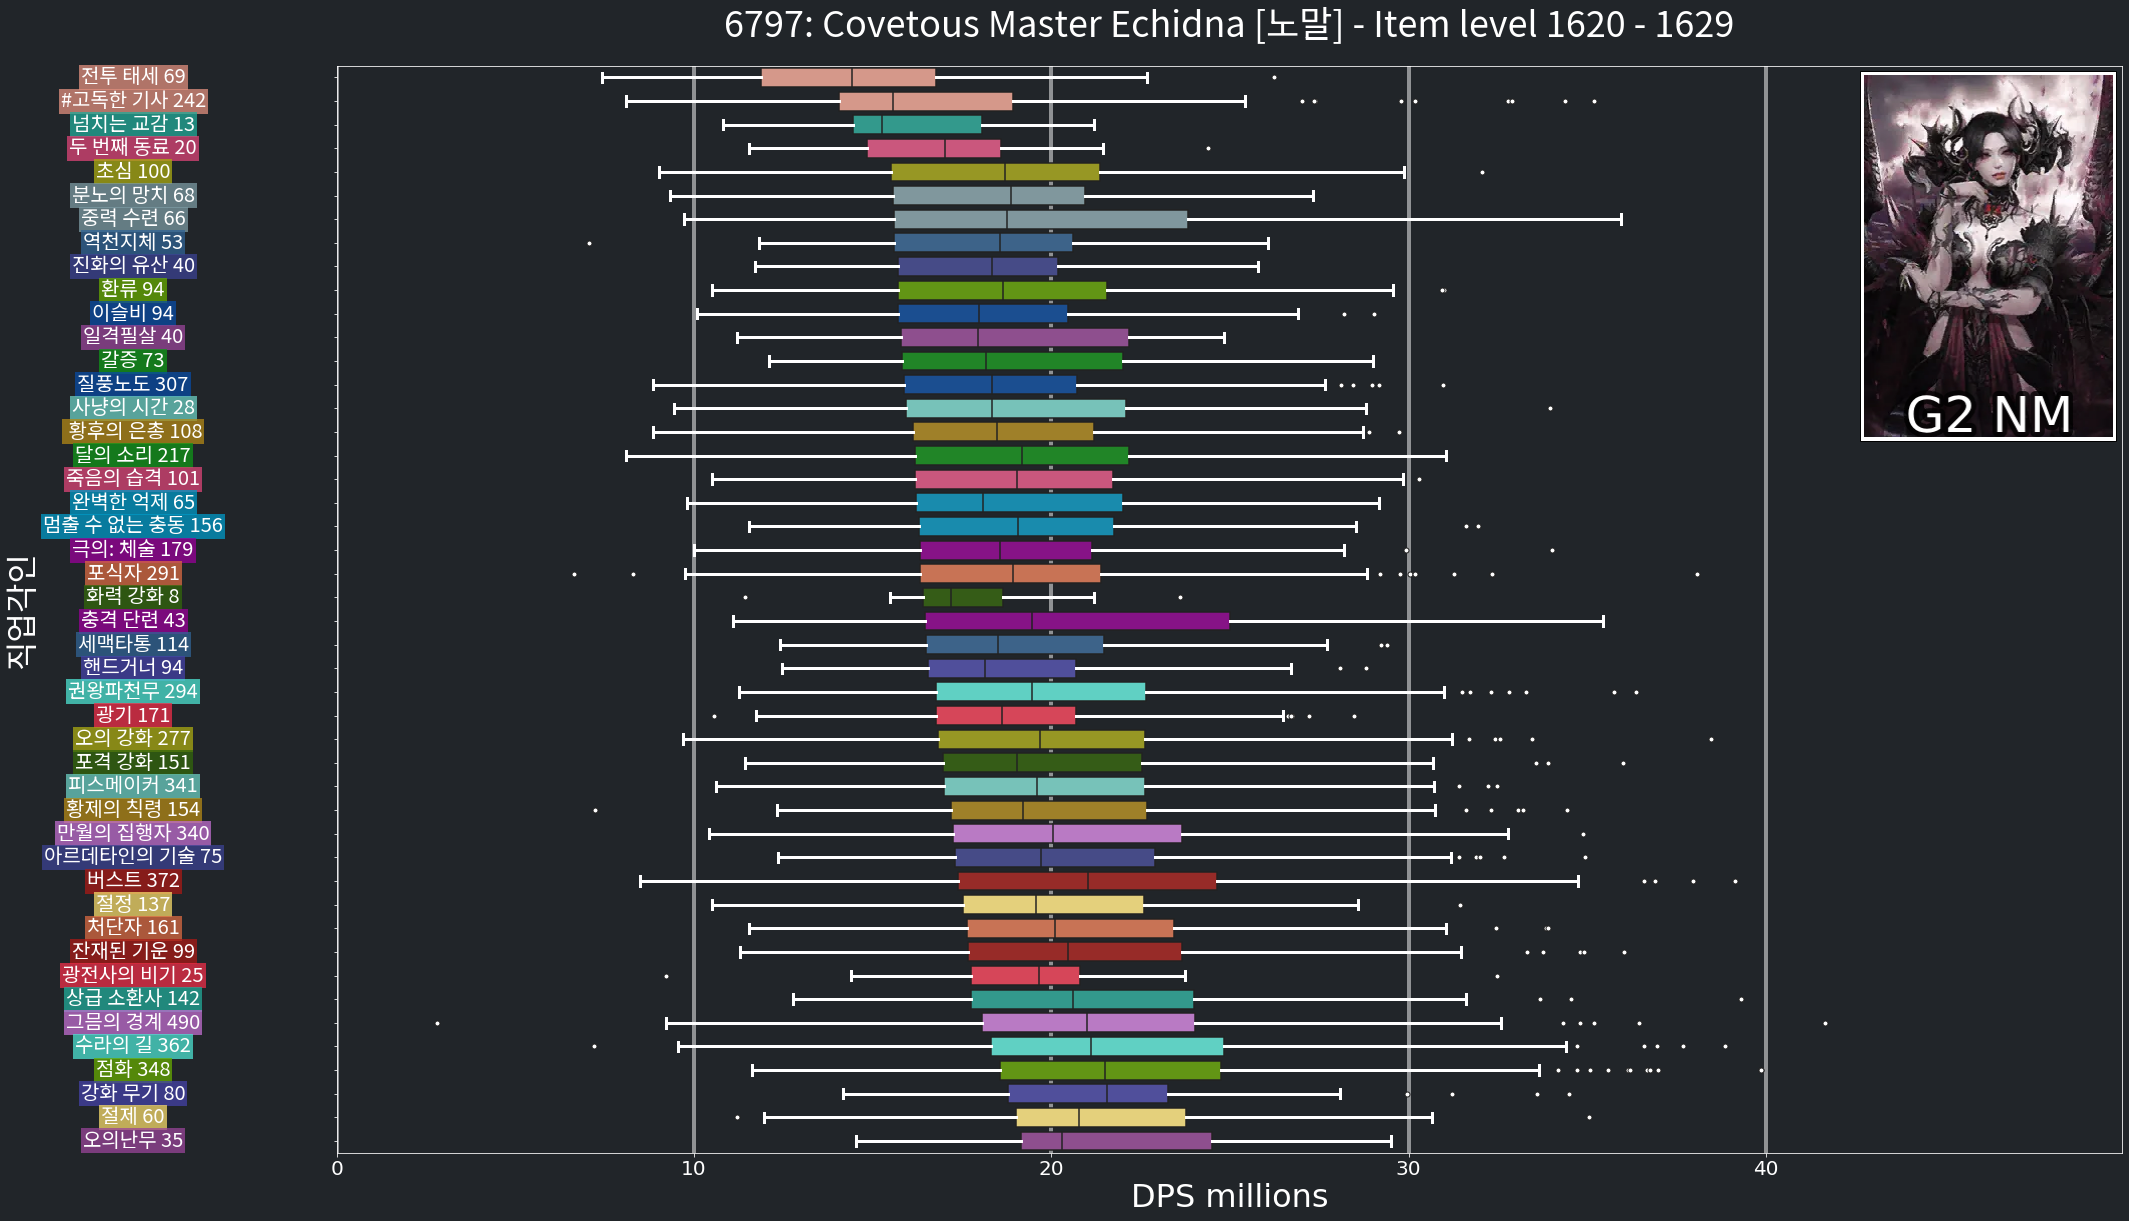 6797: Covetous Master Echidna [노말] - Item level 1620 - 1629
전투 태세 69
#고독한 기사 242
넘치는 교감 13
두 번째 동료 20
초심 100
분노의 망치 68
중력 수련 66
역천지체 53
진화의 유산 40
환류 94
이슬비 94
일격필살 40
갈증 73
질풍노도 307
사냥의 시간 28
황후의 은총 108
달의 소리 217
죽음의 습격 101
완벽한 억제 65
멈출 수 없는 충동 156
극의: 체술 179
포식자 291
화력 강화 8
충격 단련 43
세맥타통 114
핸드거너 94
권왕파천무 294
광기 171
오의 강화 277
포격 강화 151
피스메이커 341
황제의 칙령 154
만월의 집행자 340
아르데타인의 기술 75
버스트 372
절정 137
처단자 161
잔재된 기운 99
광전사의 비기 25
상급 소환사 142
그믐의 경계 490
수라의 길 362
점화 348
강화 무기 80
절제 60
오의난무 35
직업각인
G2 NM
0 10 20 30 40
DPS millions